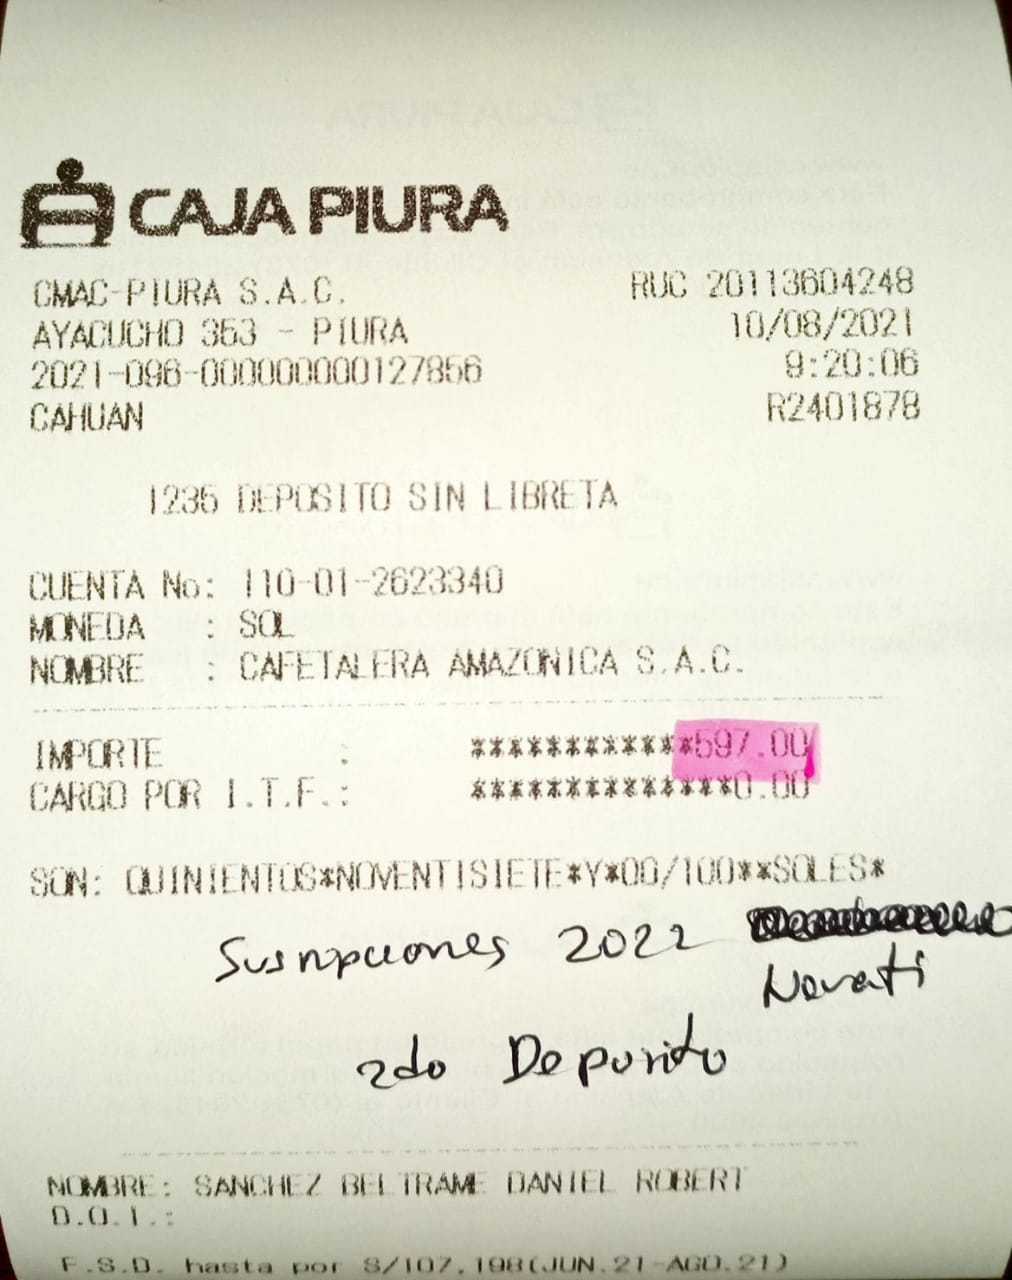 CAJA PIURA
CMAC-PIURA S.A.C. RUC 20113604248
AYACUCHO 353 - PIURA 10/08/2021
2021-096-000000000127856 9:20:06
CAHUAN R2401878
1235 DEPOSITO SIN LIBRETA
CUENTA No: 110-01-2623340
MONEDA : SOL
NOMBRE : CAFETALERA AMAZONICA S.A.C.
IMPORTE : ************597.00
CARGO POR I.T.F.: **************0.00
SON: QUINIENTOS*NOVENTISIETE*Y*00/100**SOLES*
Susnpciones 2022
Novati
2do Deposito
NOMBRE: SANCHEZ BELTRAME DANIEL ROBERT
D.O.I.:
F.S.D. hasta por S/107,198(JUN.21-AGO.21)